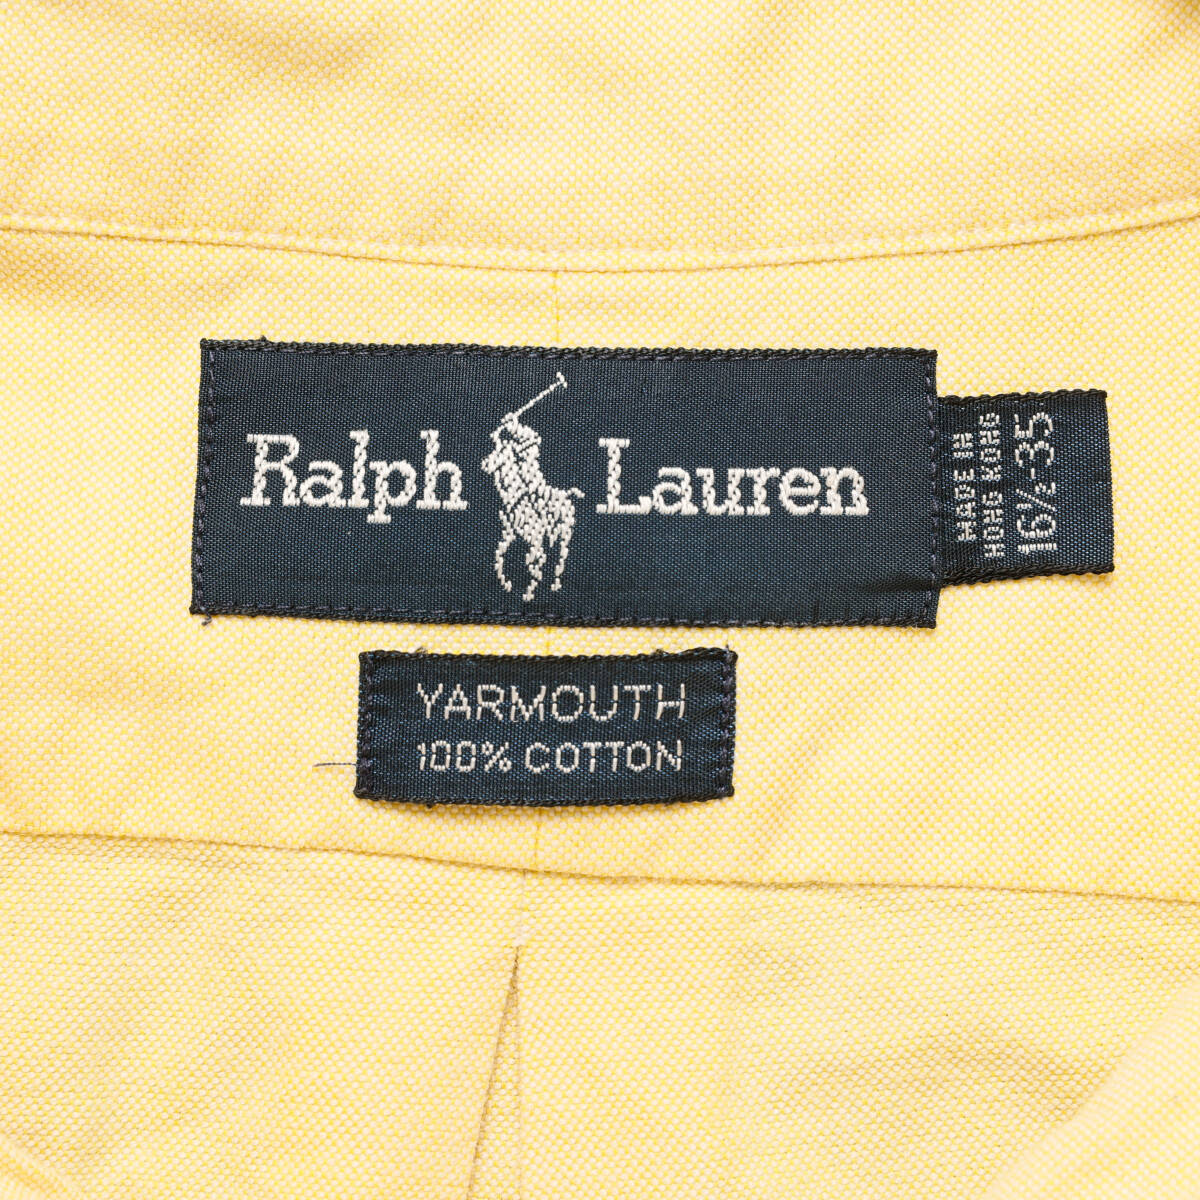 Ralph Lauren
MADE IN
HONG KONG
16½-35
YARMOUTH
100% COTTON